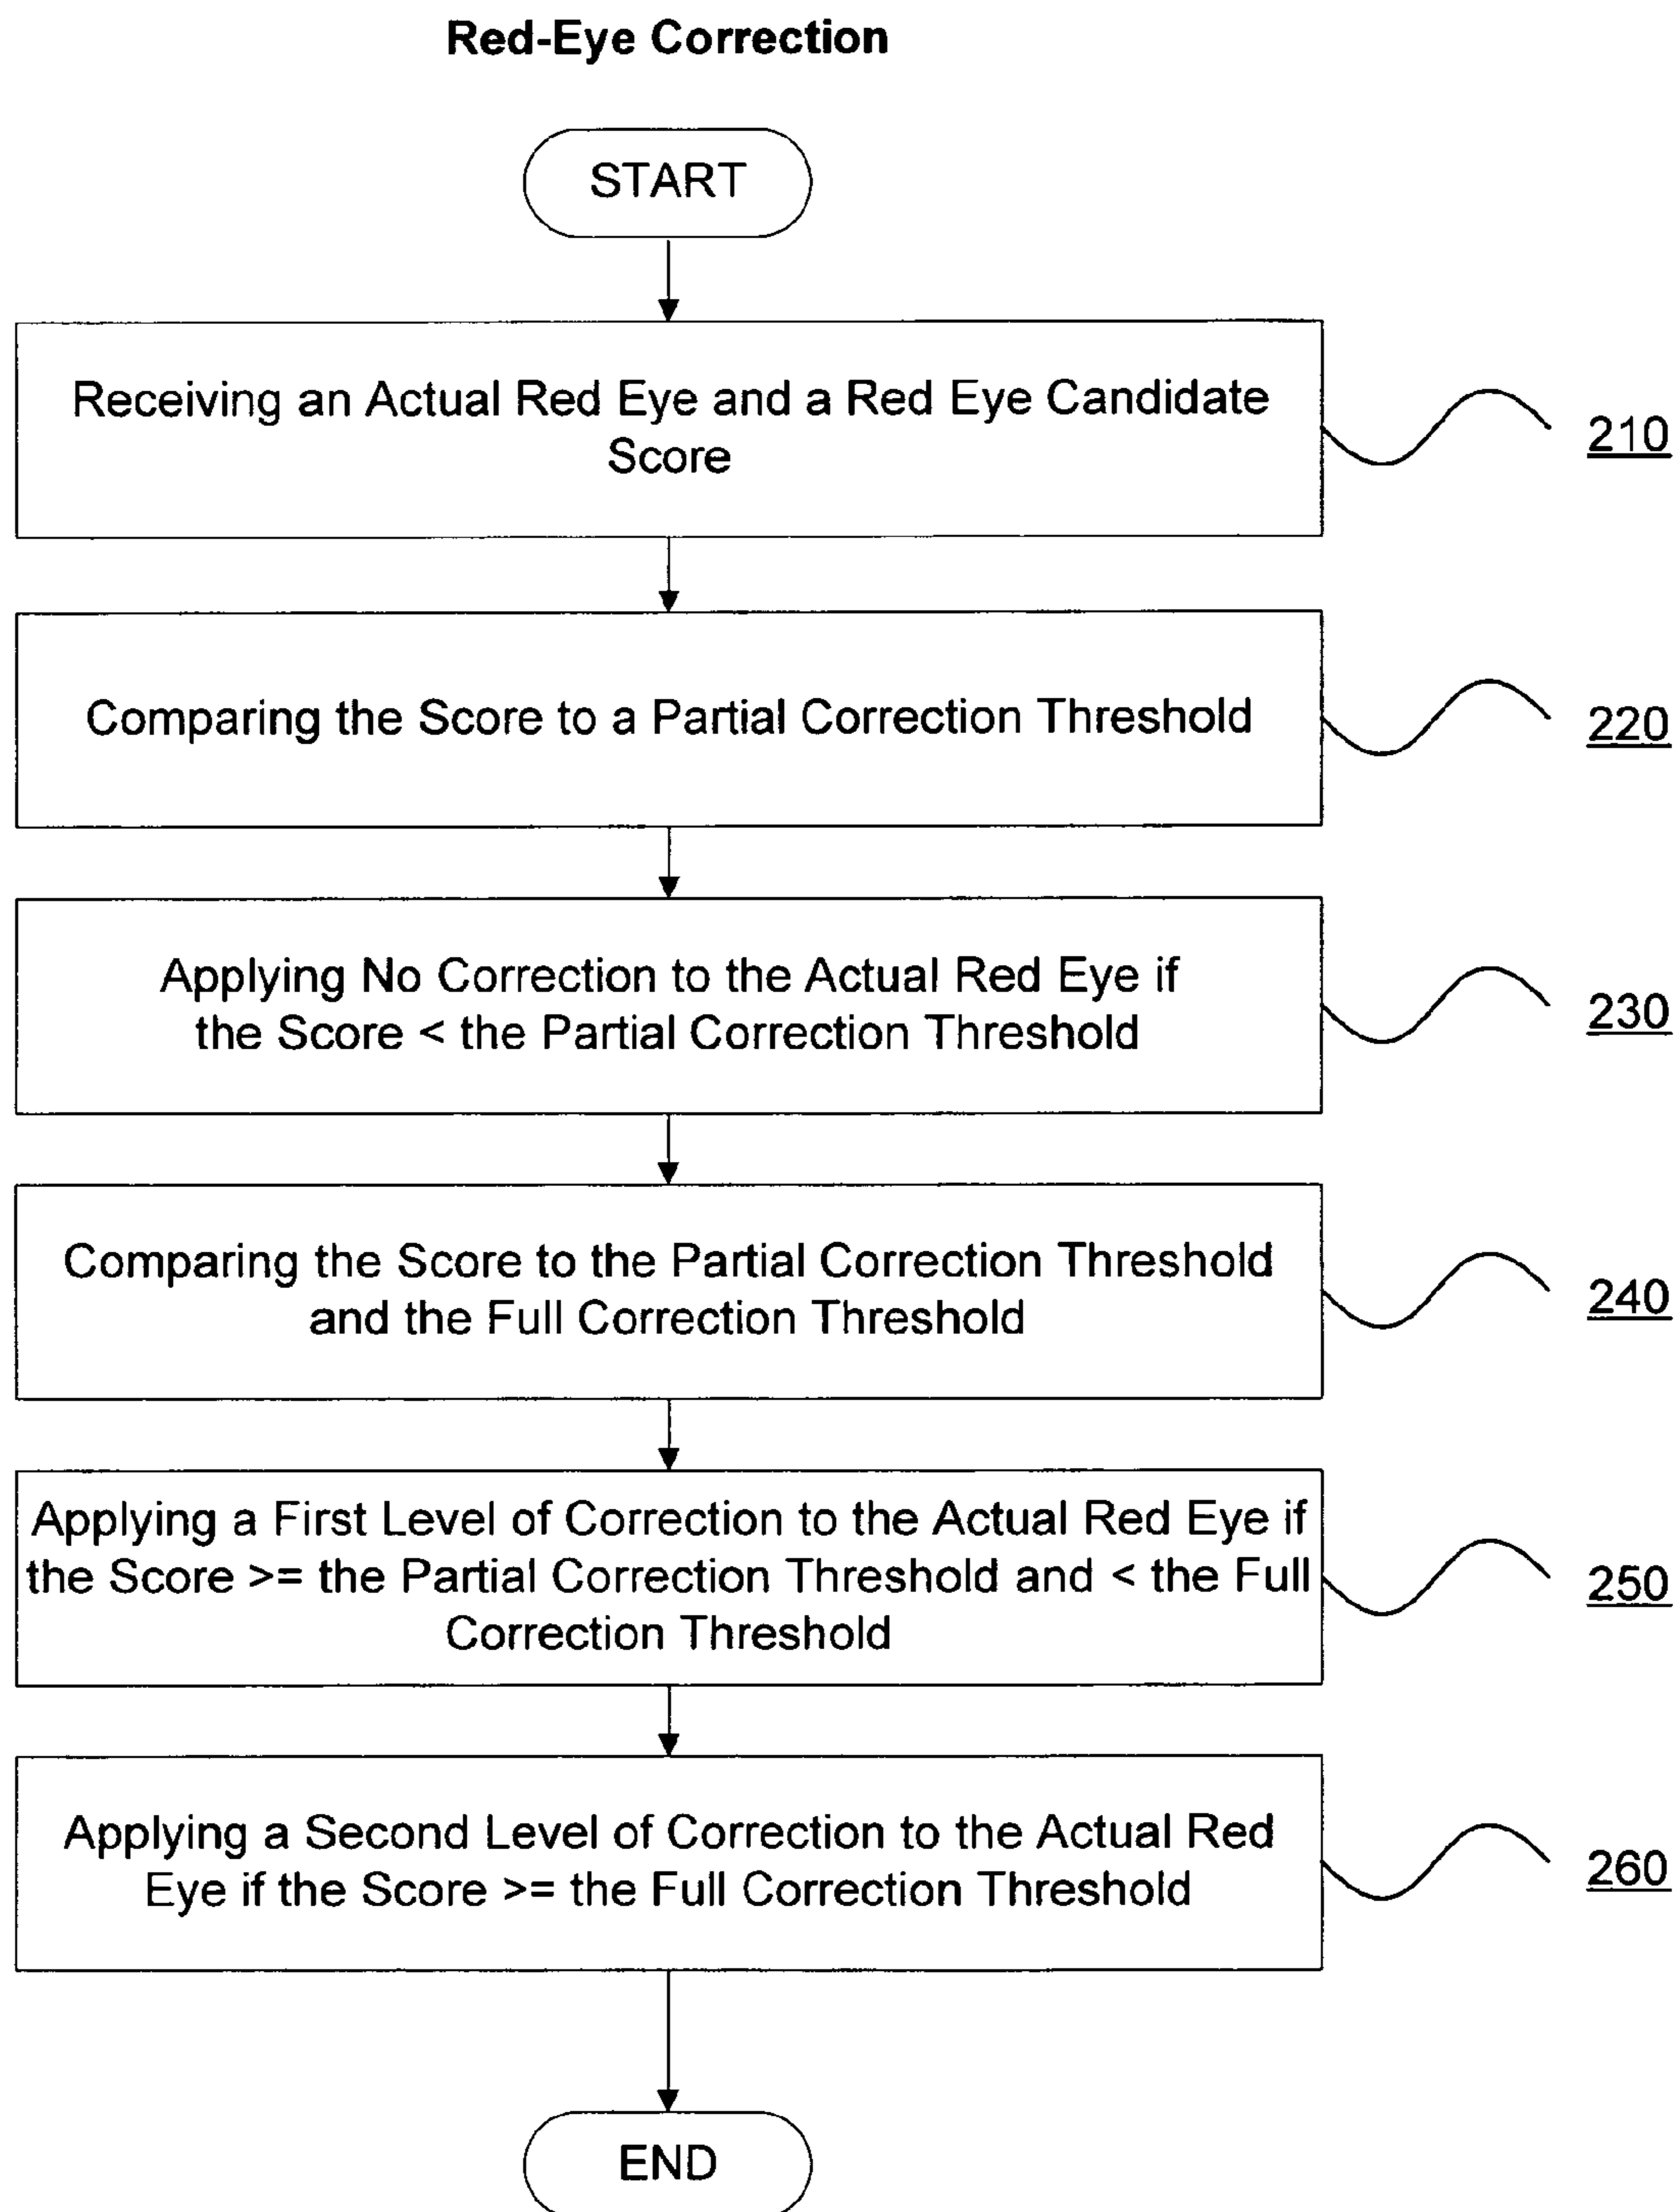 Red-Eye Correction
START
Receiving an Actual Red Eye and a Red Eye Candidate
Score
210
Comparing the Score to a Partial Correction Threshold
220
Applying No Correction to the Actual Red Eye if
the Score < the Partial Correction Threshold
230
Comparing the Score to the Partial Correction Threshold
and the Full Correction Threshold
240
Applying a First Level of Correction to the Actual Red Eye if
the Score >= the Partial Correction Threshold and < the Full
Correction Threshold
250
Applying a Second Level of Correction to the Actual Red
Eye if the Score >= the Full Correction Threshold
260
END